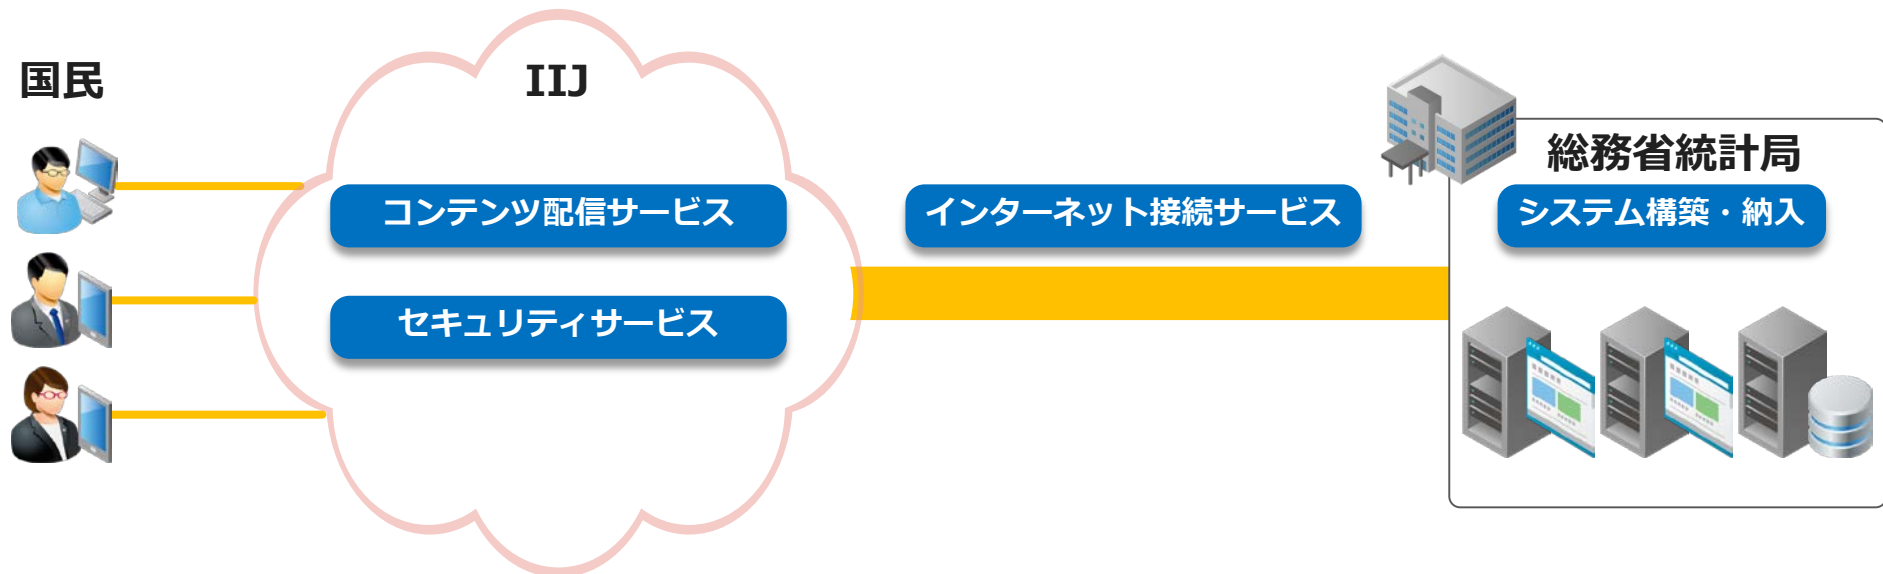 国民
IIJ
総務省統計局
コンテンツ配信サービス
インターネット接続サービス
システム構築・納入
セキュリティサービス